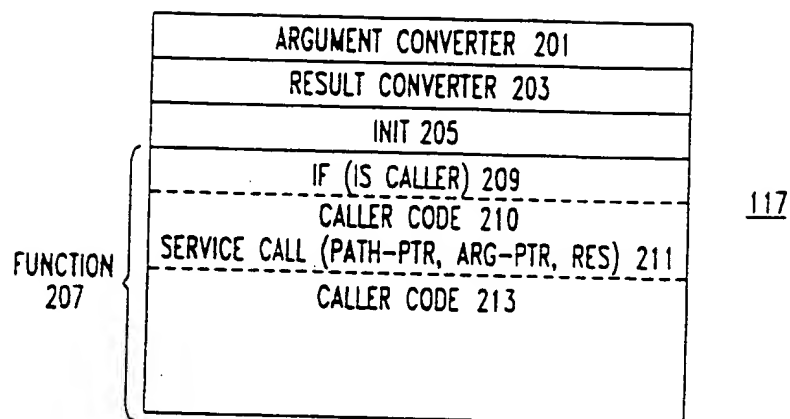 ARGUMENT CONVERTER 201
RESULT CONVERTER 203
INIT 205
IF (IS CALLER) 209
CALLER CODE 210
SERVICE CALL (PATH-PTR, ARG-PTR, RES) 211
CALLER CODE 213
FUNCTION
207
117